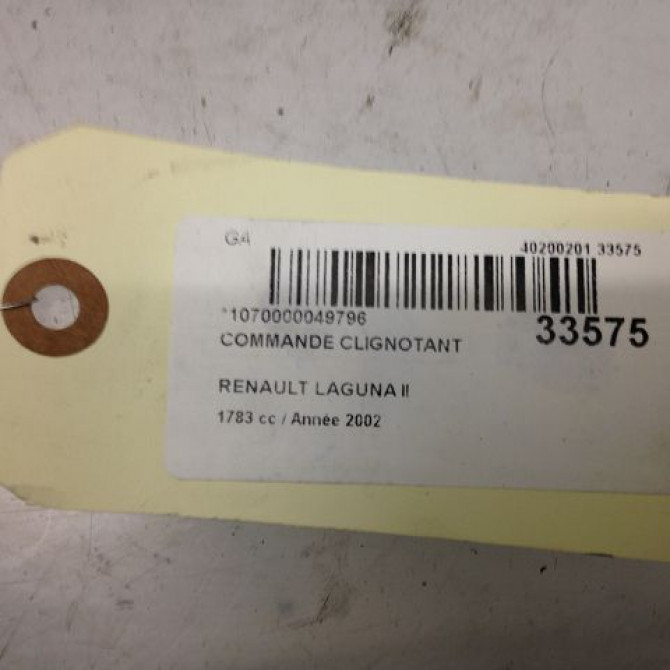 G4
40200201 33575
*1070000049796
33575
COMMANDE CLIGNOTANT
RENAULT LAGUNA II
1783 cc / Année 2002